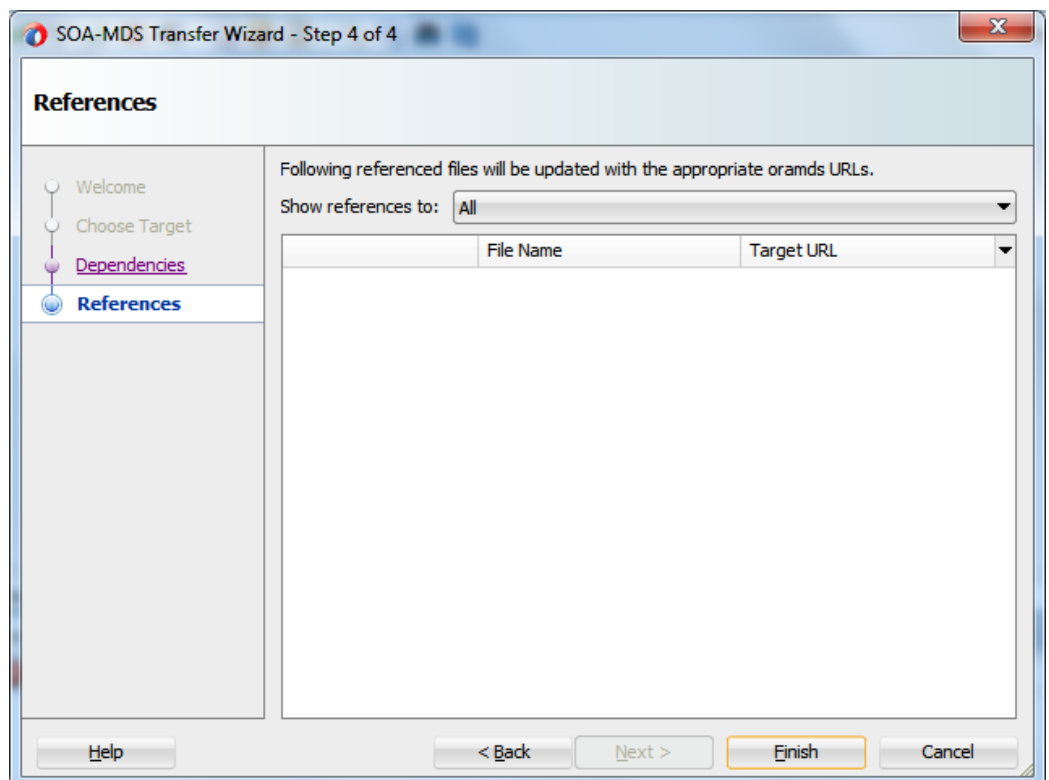 SOA-MDS Transfer Wizard - Step 4 of 4
References
Welcome
Choose Target
Dependencies
References
Following referenced files will be updated with the appropriate oramds URLs.
Show references to: All
File Name Target URL
Help < Back Next > Finish Cancel